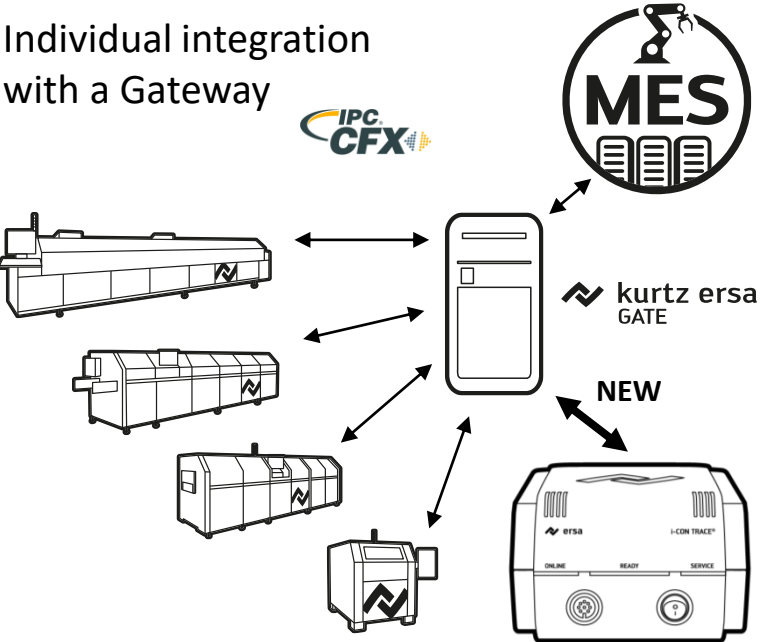 Individual integration
with a Gateway
IPC®
CFX
MES
kurtz ersa
GATE
NEW
ersa
i-CON TRACE®
ONLINE
READY
SERVICE